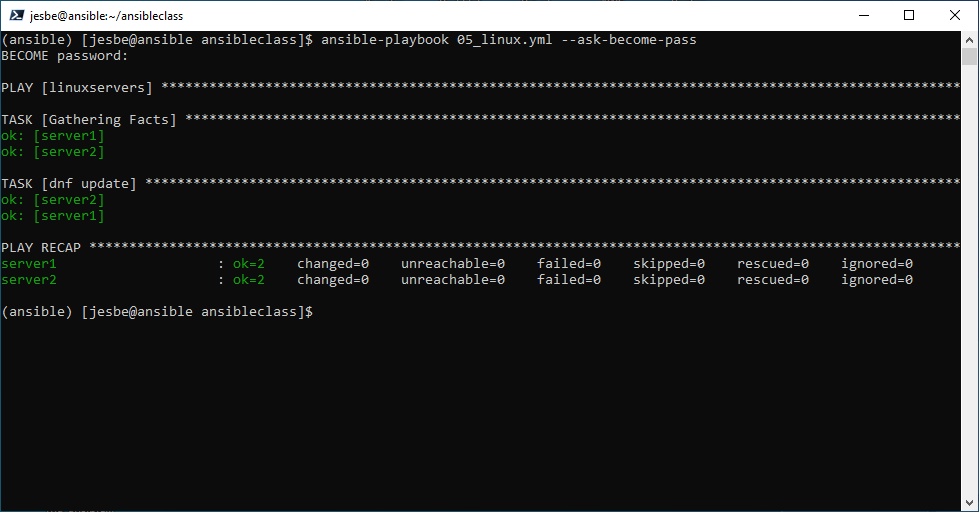 jesbe@ansible:~/ansibleclass
(ansible) [jesbe@ansible ansibleclass]$ ansible-playbook 05_linux.yml --ask-become-pass
BECOME password:
PLAY [linuxservers] *****************************************************************************************************
TASK [Gathering Facts] **************************************************************************************************
ok: [server1]
ok: [server2]
TASK [dnf update] *******************************************************************************************************
ok: [server2]
ok: [server1]
PLAY RECAP **************************************************************************************************************
server1                    : ok=2    changed=0    unreachable=0    failed=0    skipped=0    rescued=0    ignored=0
server2                    : ok=2    changed=0    unreachable=0    failed=0    skipped=0    rescued=0    ignored=0
(ansible) [jesbe@ansible ansibleclass]$